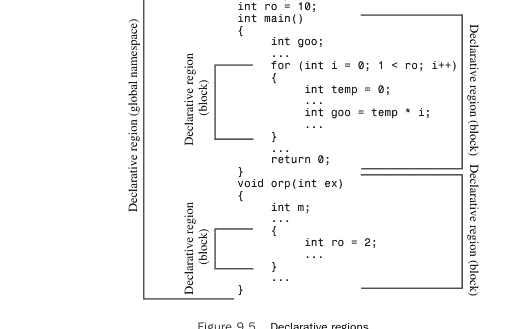 int ro = 10;
int main()
{
int goo;
...
for (int i = 0; 1 < ro; i++)
{
int temp = 0;
...
int goo = temp * i;
...
}
...
return 0;
}
void orp(int ex)
{
int m;
...
{
int ro = 2;
...
}
...
}
Declarative region (global namespace)
Declarative region
(block)
Declarative region
(block)
Declarative region (block)
Declarative region (block)
Figure 9.5 Declarative regions